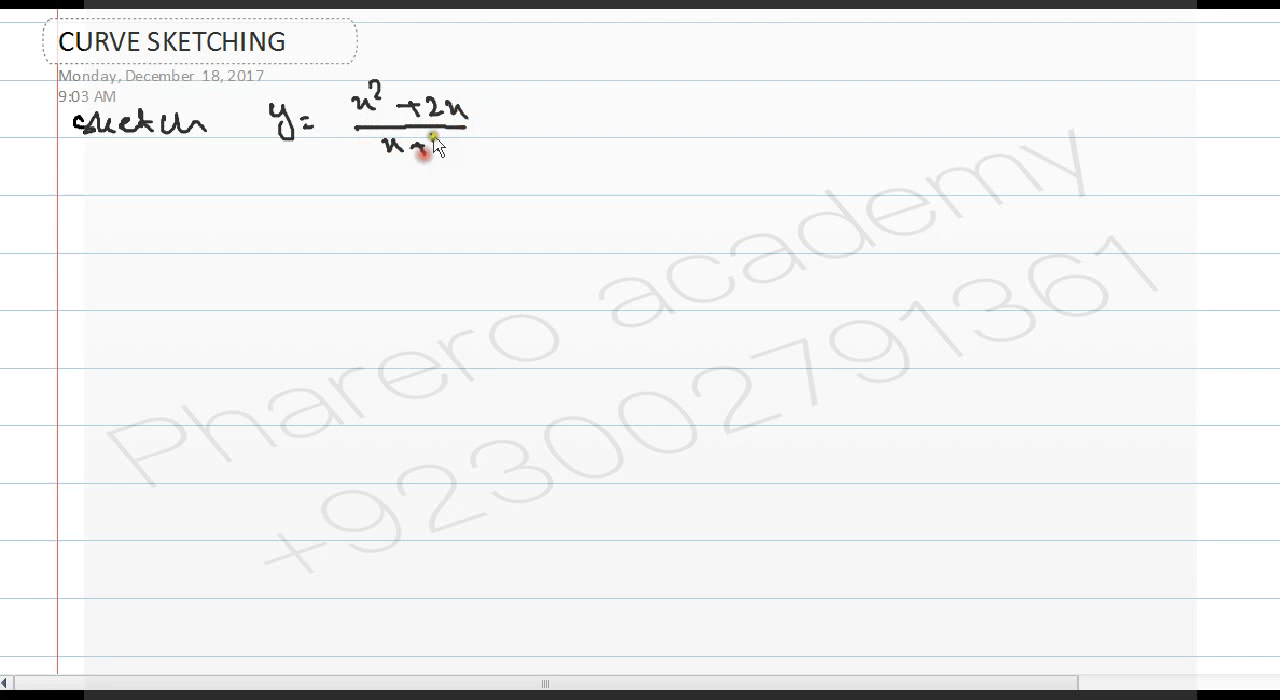 CURVE SKETCHING
Monday, December 18, 2017
9:03 AM
sketch y= x² +2x
x+
Pharero academy
+923002791361